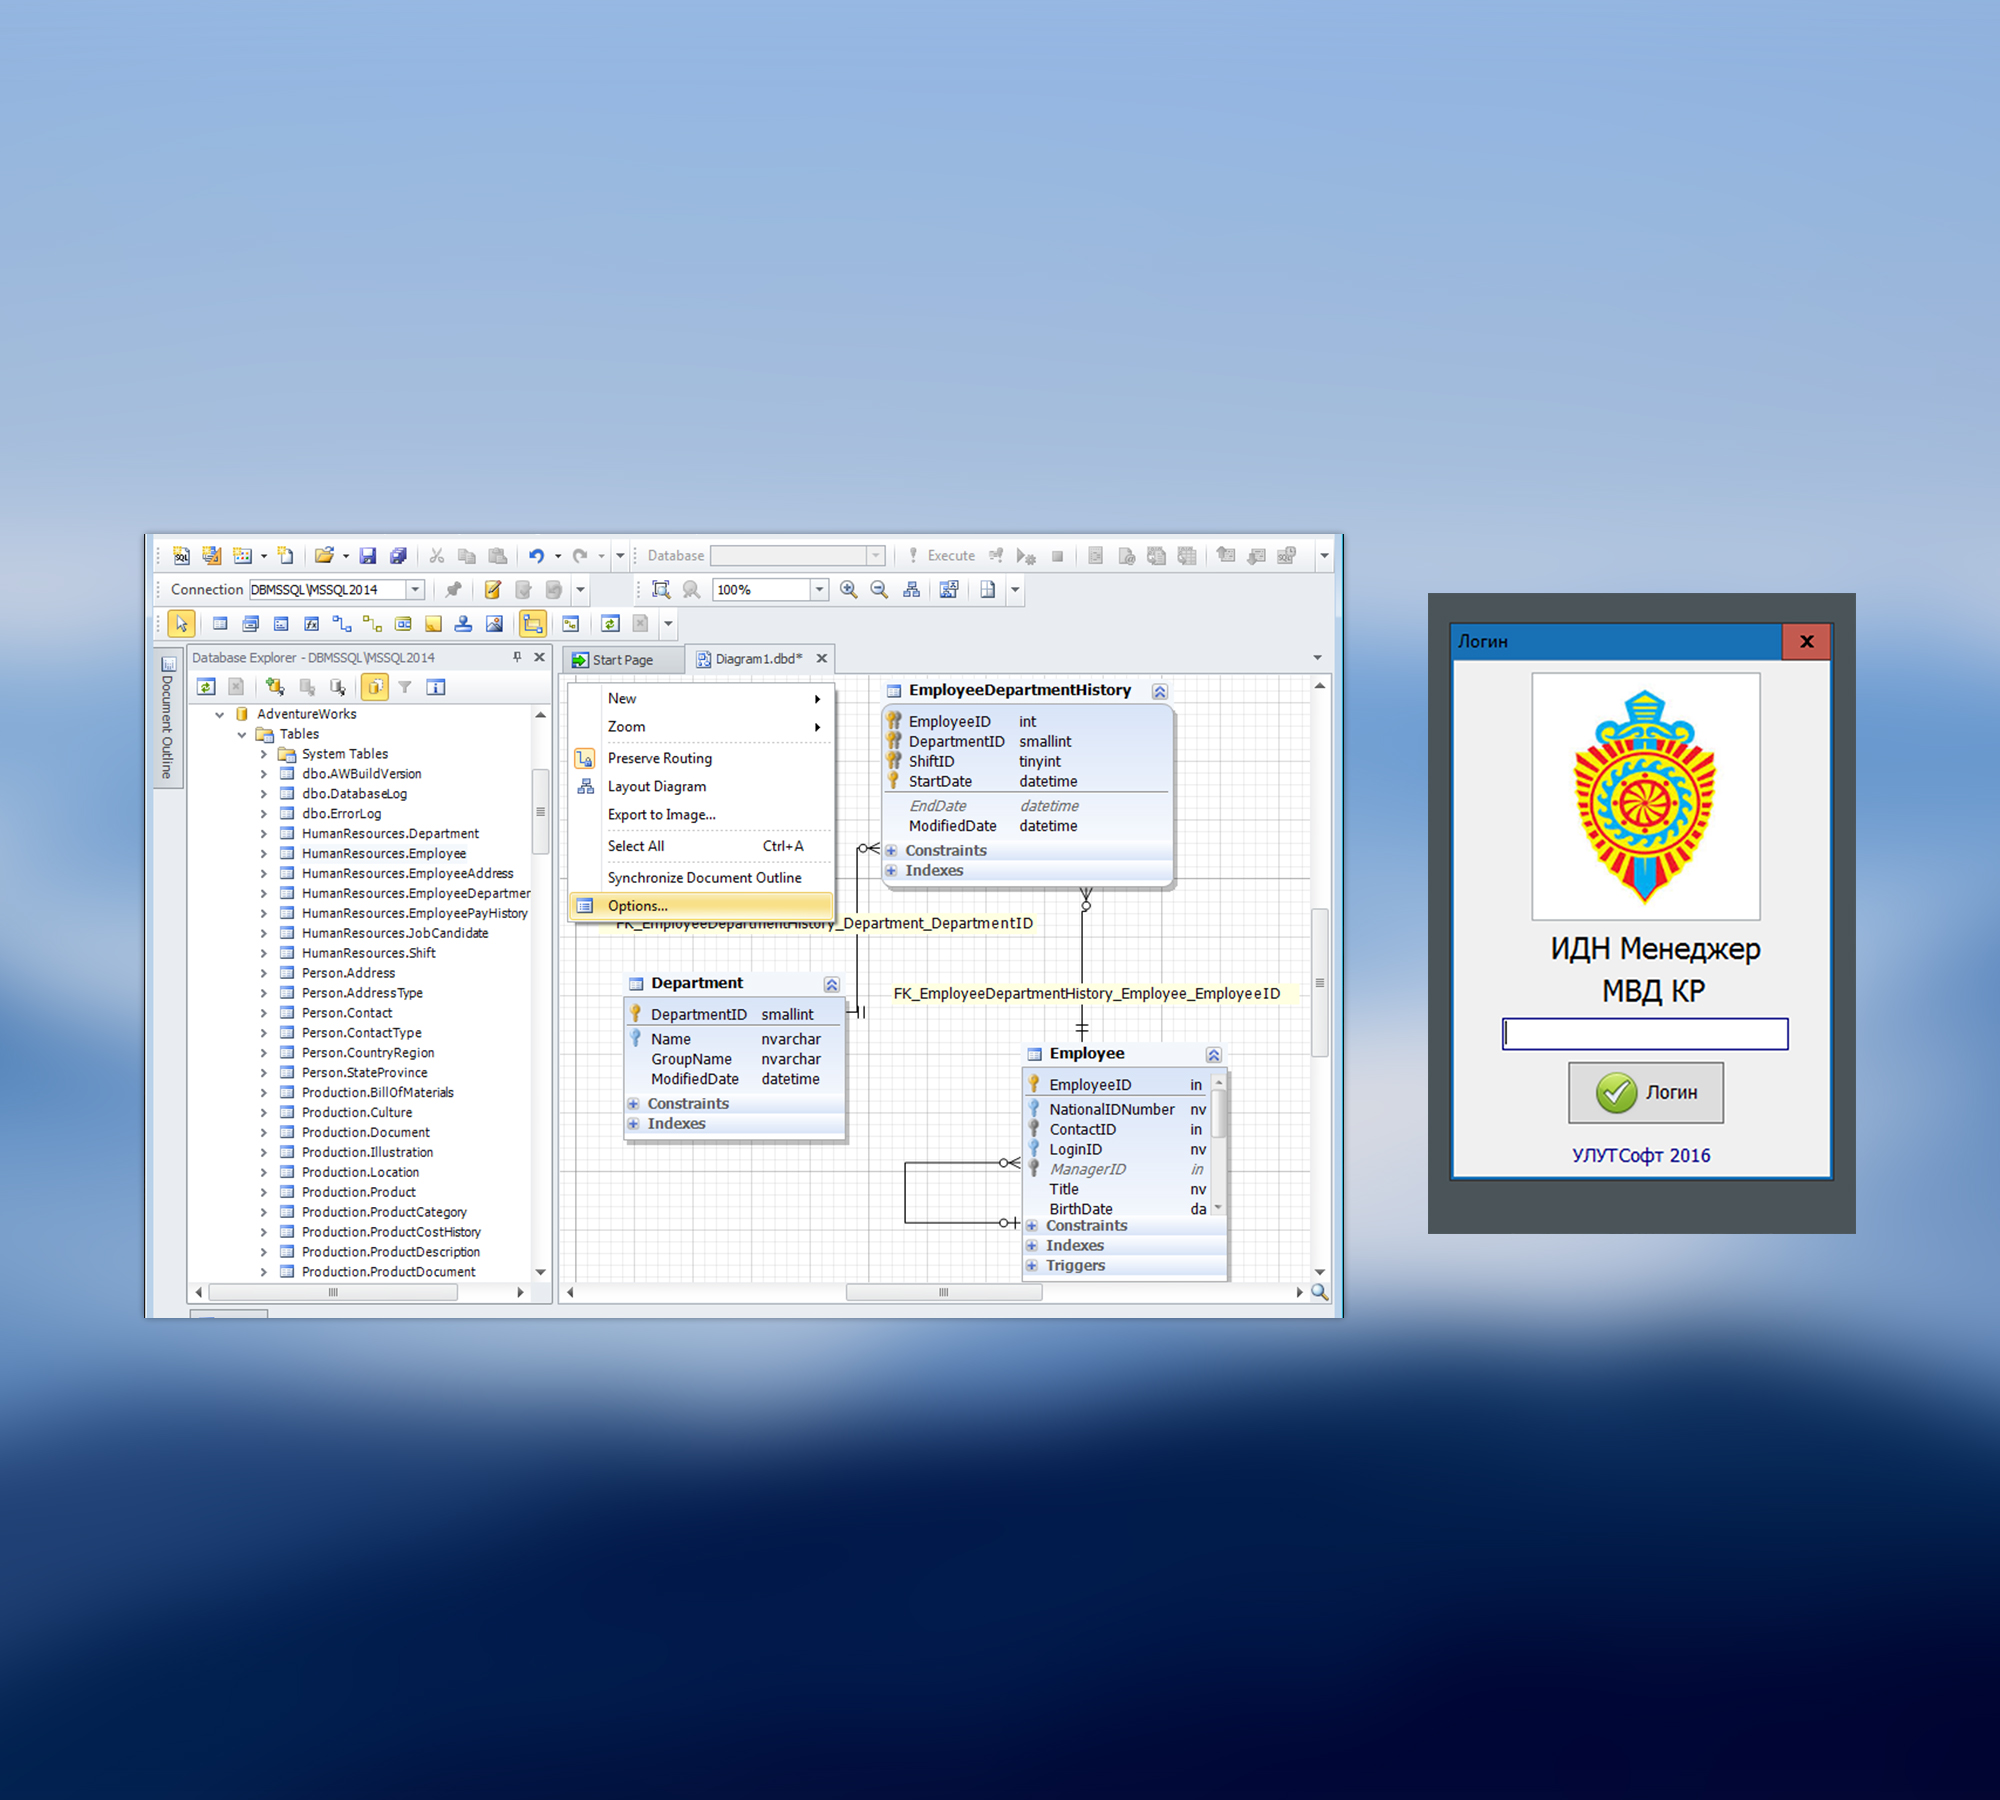 Database
Execute
Connection DBMSSQL\MSSQL2014
100%
Document Outline
Database Explorer - DBMSSQL\MSSQL2014
AdventureWorks
Tables
System Tables
dbo.AWBuildVersion
dbo.DatabaseLog
dbo.ErrorLog
HumanResources.Department
HumanResources.Employee
HumanResources.EmployeeAddress
HumanResources.EmployeeDepartmen
HumanResources.EmployeePayHistory
HumanResources.JobCandidate
HumanResources.Shift
Person.Address
Person.AddressType
Person.Contact
Person.ContactType
Person.CountryRegion
Person.StateProvince
Production.BillOfMaterials
Production.Culture
Production.Document
Production.Illustration
Production.Location
Production.Product
Production.ProductCategory
Production.ProductCostHistory
Production.ProductDescription
Production.ProductDocument
Start Page
Diagram1.dbd*
New
Zoom
Preserve Routing
Layout Diagram
Export to Image...
Select All Ctrl+A
Synchronize Document Outline
Options...
EmployeeDepartmentHistory
EmployeeID int
DepartmentID smallint
ShiftID tinyint
StartDate datetime
EndDate datetime
ModifiedDate datetime
Constraints
Indexes
FK_EmployeeDepartmentHistory_Department_DepartmentID
Department
DepartmentID smallint
Name nvarchar
GroupName nvarchar
ModifiedDate datetime
Constraints
Indexes
FK_EmployeeDepartmentHistory_Employee_EmployeeID
Employee
EmployeeID in
NationalIDNumber nv
ContactID in
LoginID nv
ManagerID in
Title nv
BirthDate da
Constraints
Indexes
Triggers
Логин
ИДН Менеджер
МВД КР
Логин
УЛУТСофт 2016